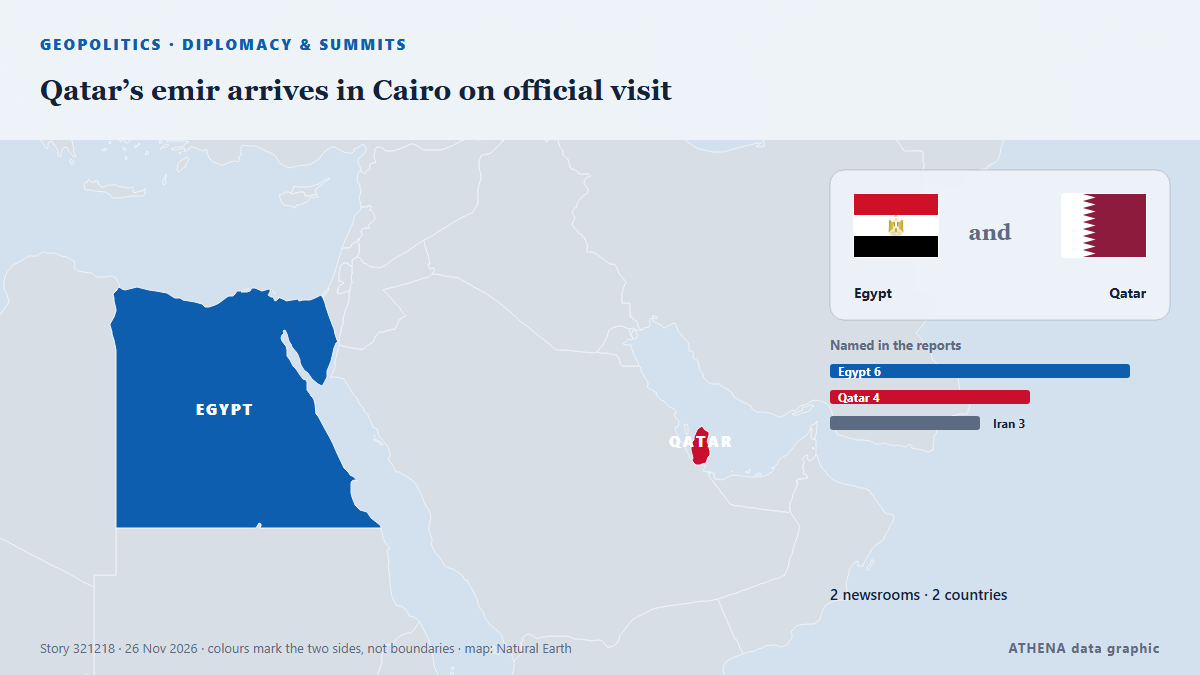 GEOPOLITICS · DIPLOMACY & SUMMITS
Qatar’s emir arrives in Cairo on official visit
and
Egypt
Qatar
Named in the reports
Egypt 6
Qatar 4
Iran 3
EGYPT
QATAR
2 newsrooms · 2 countries
Story 321218 · 26 Nov 2026 · colours mark the two sides, not boundaries · map: Natural Earth
ATHENA data graphic